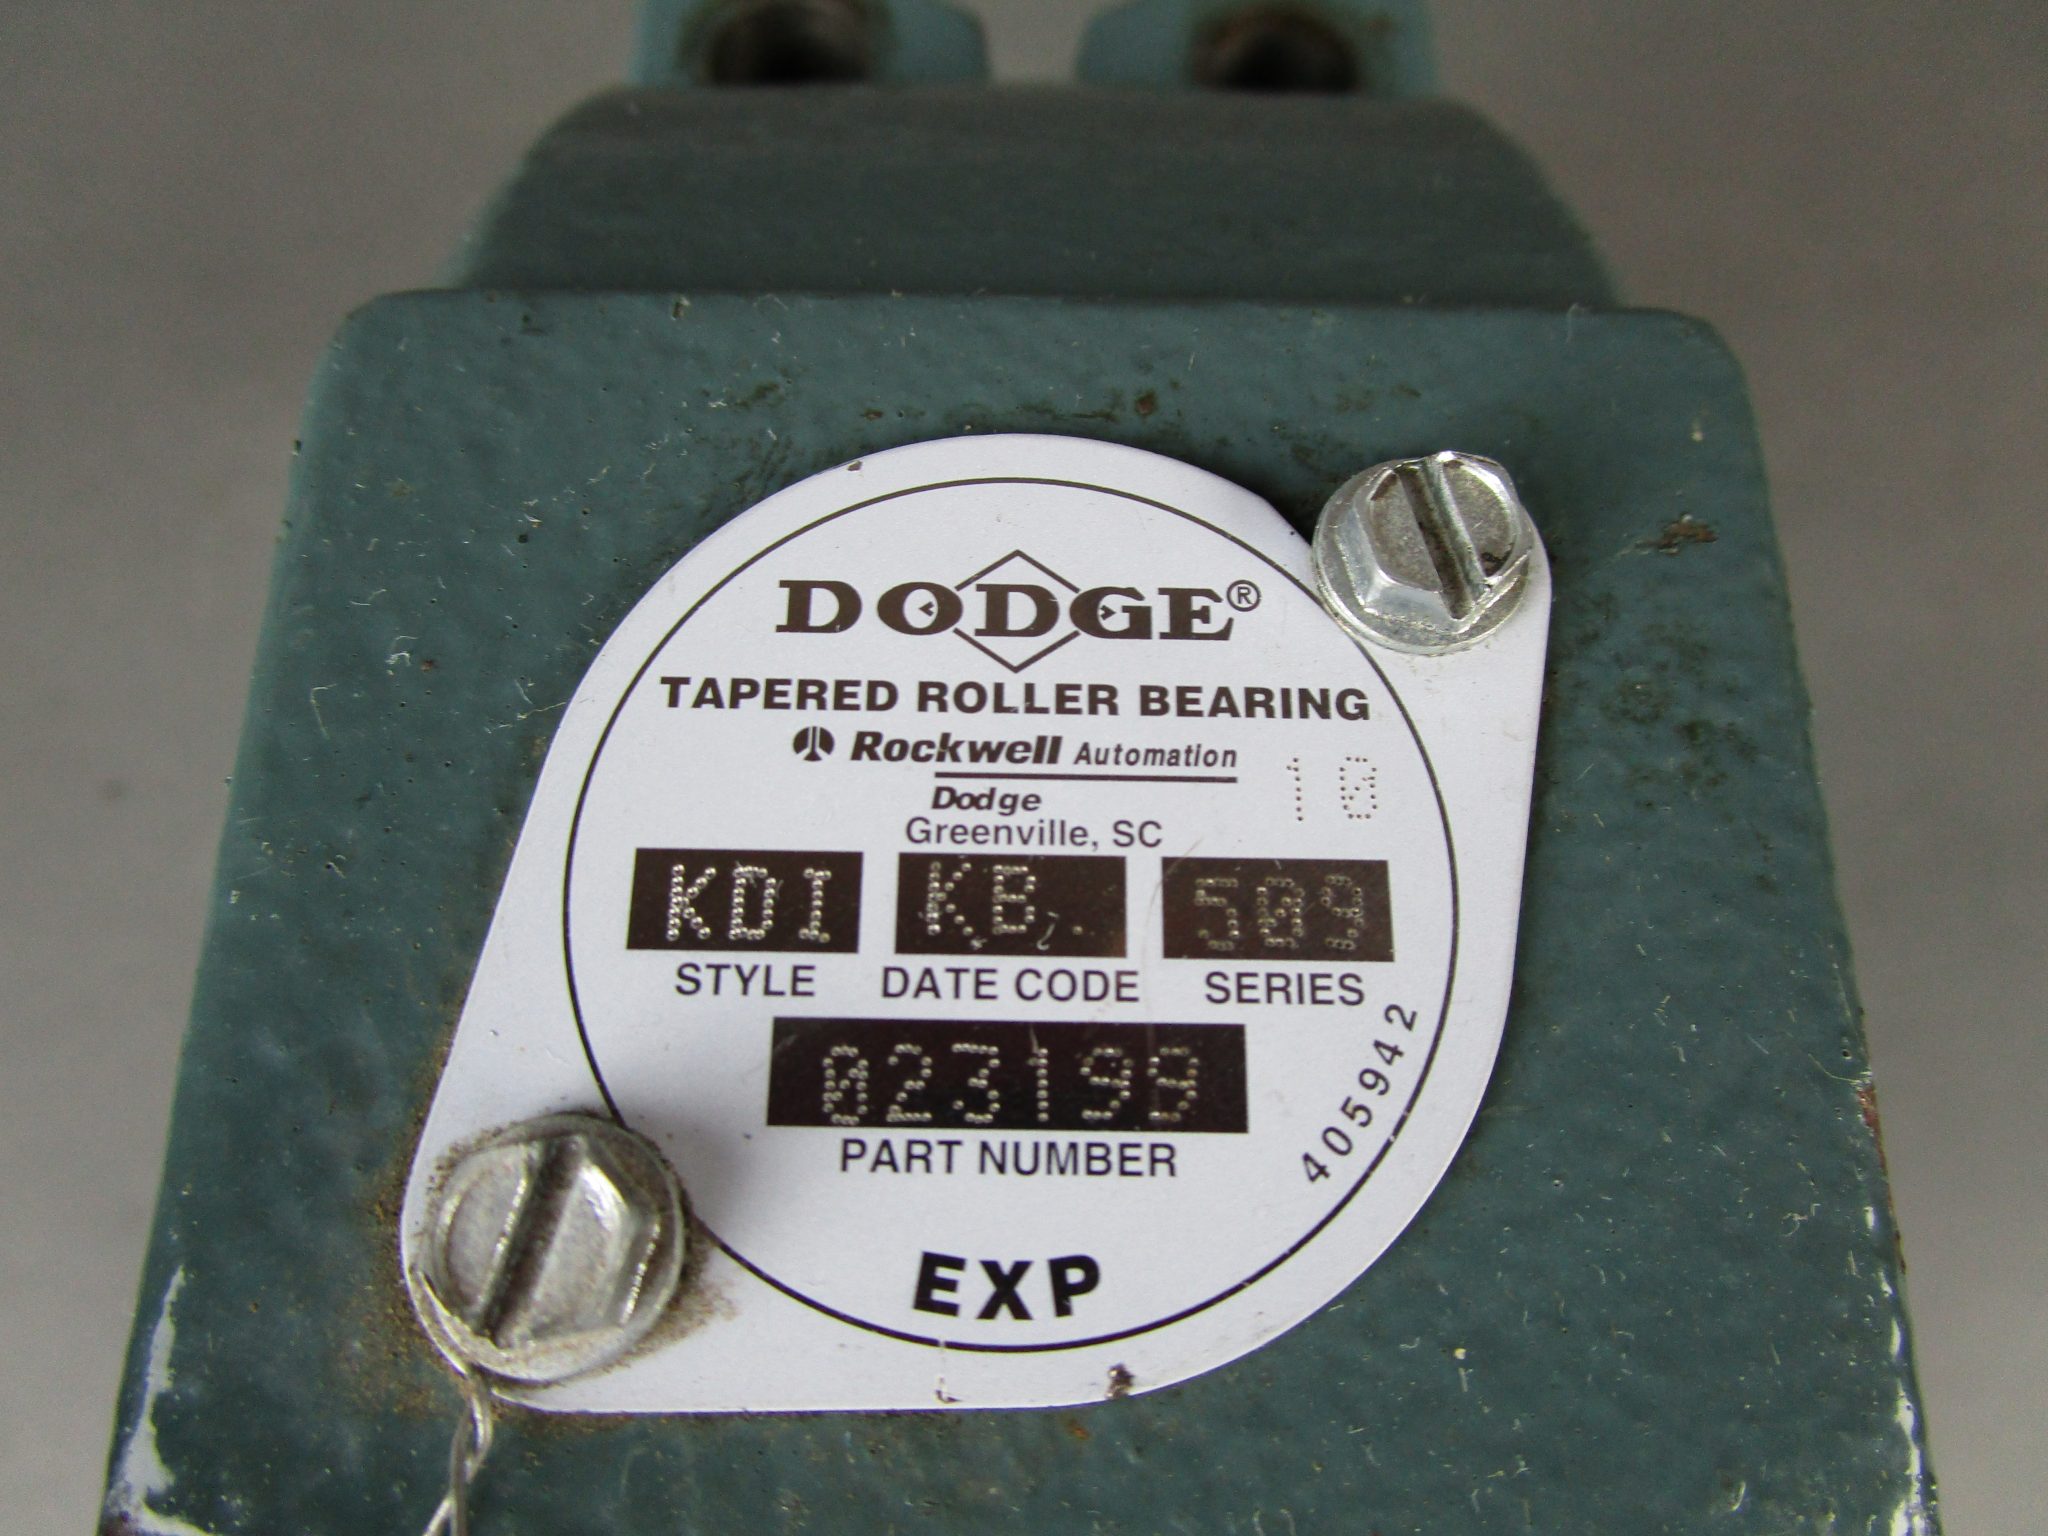 DODGE®
TAPERED ROLLER BEARING
Rockwell Automation
10
Dodge
Greenville, SC
KDI KB. 509
STYLE DATE CODE SERIES
023199
PART NUMBER
405942
EXP